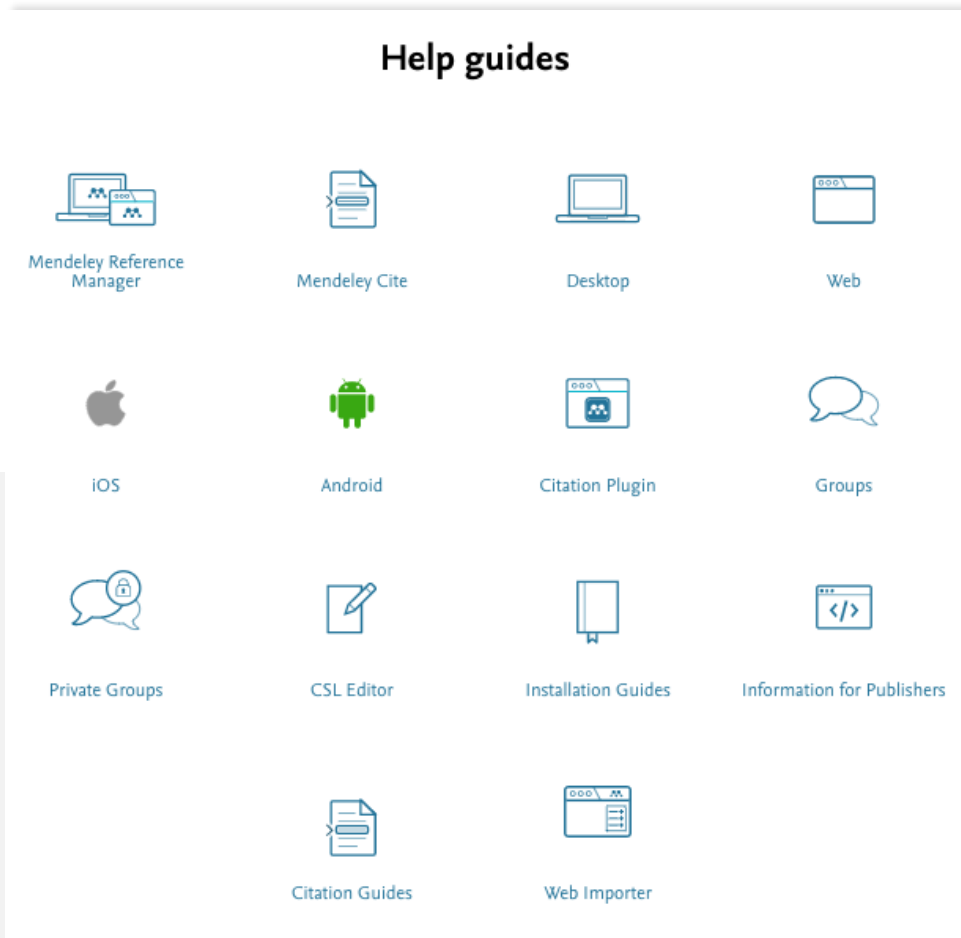 Help guides
Mendeley Reference
Manager
Mendeley Cite
Desktop
Web
iOS
Android
Citation Plugin
Groups
Private Groups
CSL Editor
Installation Guides
Information for Publishers
Citation Guides
Web Importer